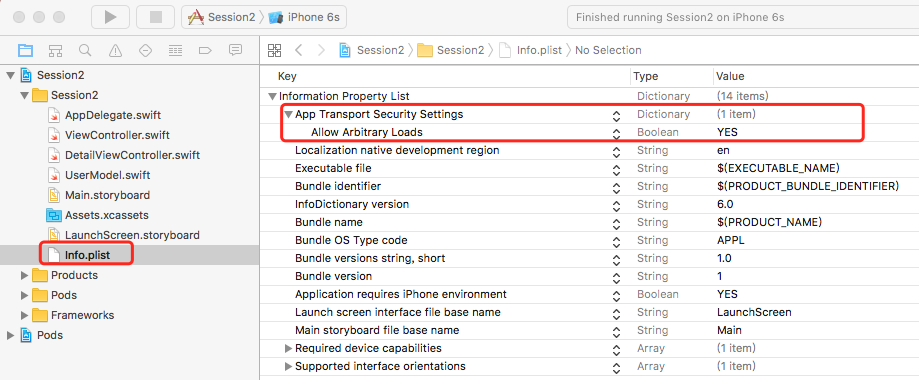 Session2 iPhone 6s
Finished running Session2 on iPhone 6s
Session2 Session2 Info.plist No Selection
Session2
Session2
AppDelegate.swift
ViewController.swift
DetailViewController.swift
UserModel.swift
Main.storyboard
Assets.xcassets
LaunchScreen.storyboard
Info.plist
Products
Pods
Frameworks
Pods
Key Type Value
Information Property List Dictionary (14 items)
App Transport Security Settings Dictionary (1 item)
Allow Arbitrary Loads Boolean YES
Localization native development region String en
Executable file String $(EXECUTABLE_NAME)
Bundle identifier String $(PRODUCT_BUNDLE_IDENTIFIER)
InfoDictionary version String 6.0
Bundle name String $(PRODUCT_NAME)
Bundle OS Type code String APPL
Bundle versions string, short String 1.0
Bundle version String 1
Application requires iPhone environment Boolean YES
Launch screen interface file base name String LaunchScreen
Main storyboard file base name String Main
Required device capabilities Array (1 item)
Supported interface orientations Array (1 item)